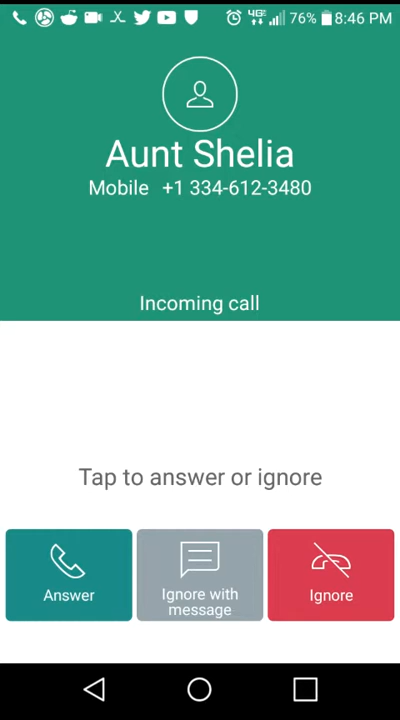 4G 76% 8:46 PM
Aunt Shelia
Mobile +1 334-612-3480
Incoming call
Tap to answer or ignore
Answer
Ignore with
message
Ignore